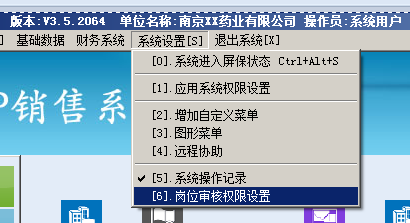 版本:V3.5.2064 单位名称:南京XX药业有限公司 操作员:系统用户
基础数据 财务系统 系统设置[S] 退出系统[X]
[0].系统进入屏保状态 Ctrl+Alt+S
[1].应用系统权限设置
[2].增加自定义菜单
[3].图形菜单
[4].远程协助
✓ [5].系统操作记录
[6].岗位审核权限设置
P销售系